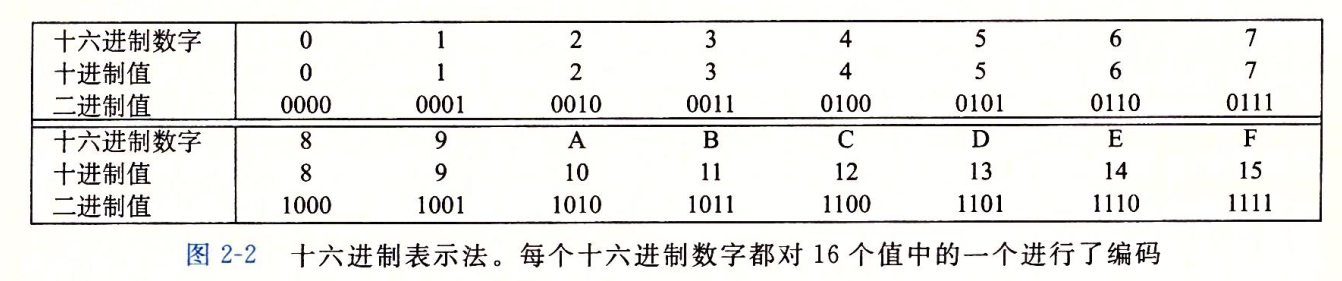 十六进制数字 0 1 2 3 4 5 6 7
十进制值 0 1 2 3 4 5 6 7
二进制值 0000 0001 0010 0011 0100 0101 0110 0111
十六进制数字 8 9 A B C D E F
十进制值 8 9 10 11 12 13 14 15
二进制值 1000 1001 1010 1011 1100 1101 1110 1111
图 2-2 十六进制表示法。每个十六进制数字都对 16 个值中的一个进行了编码